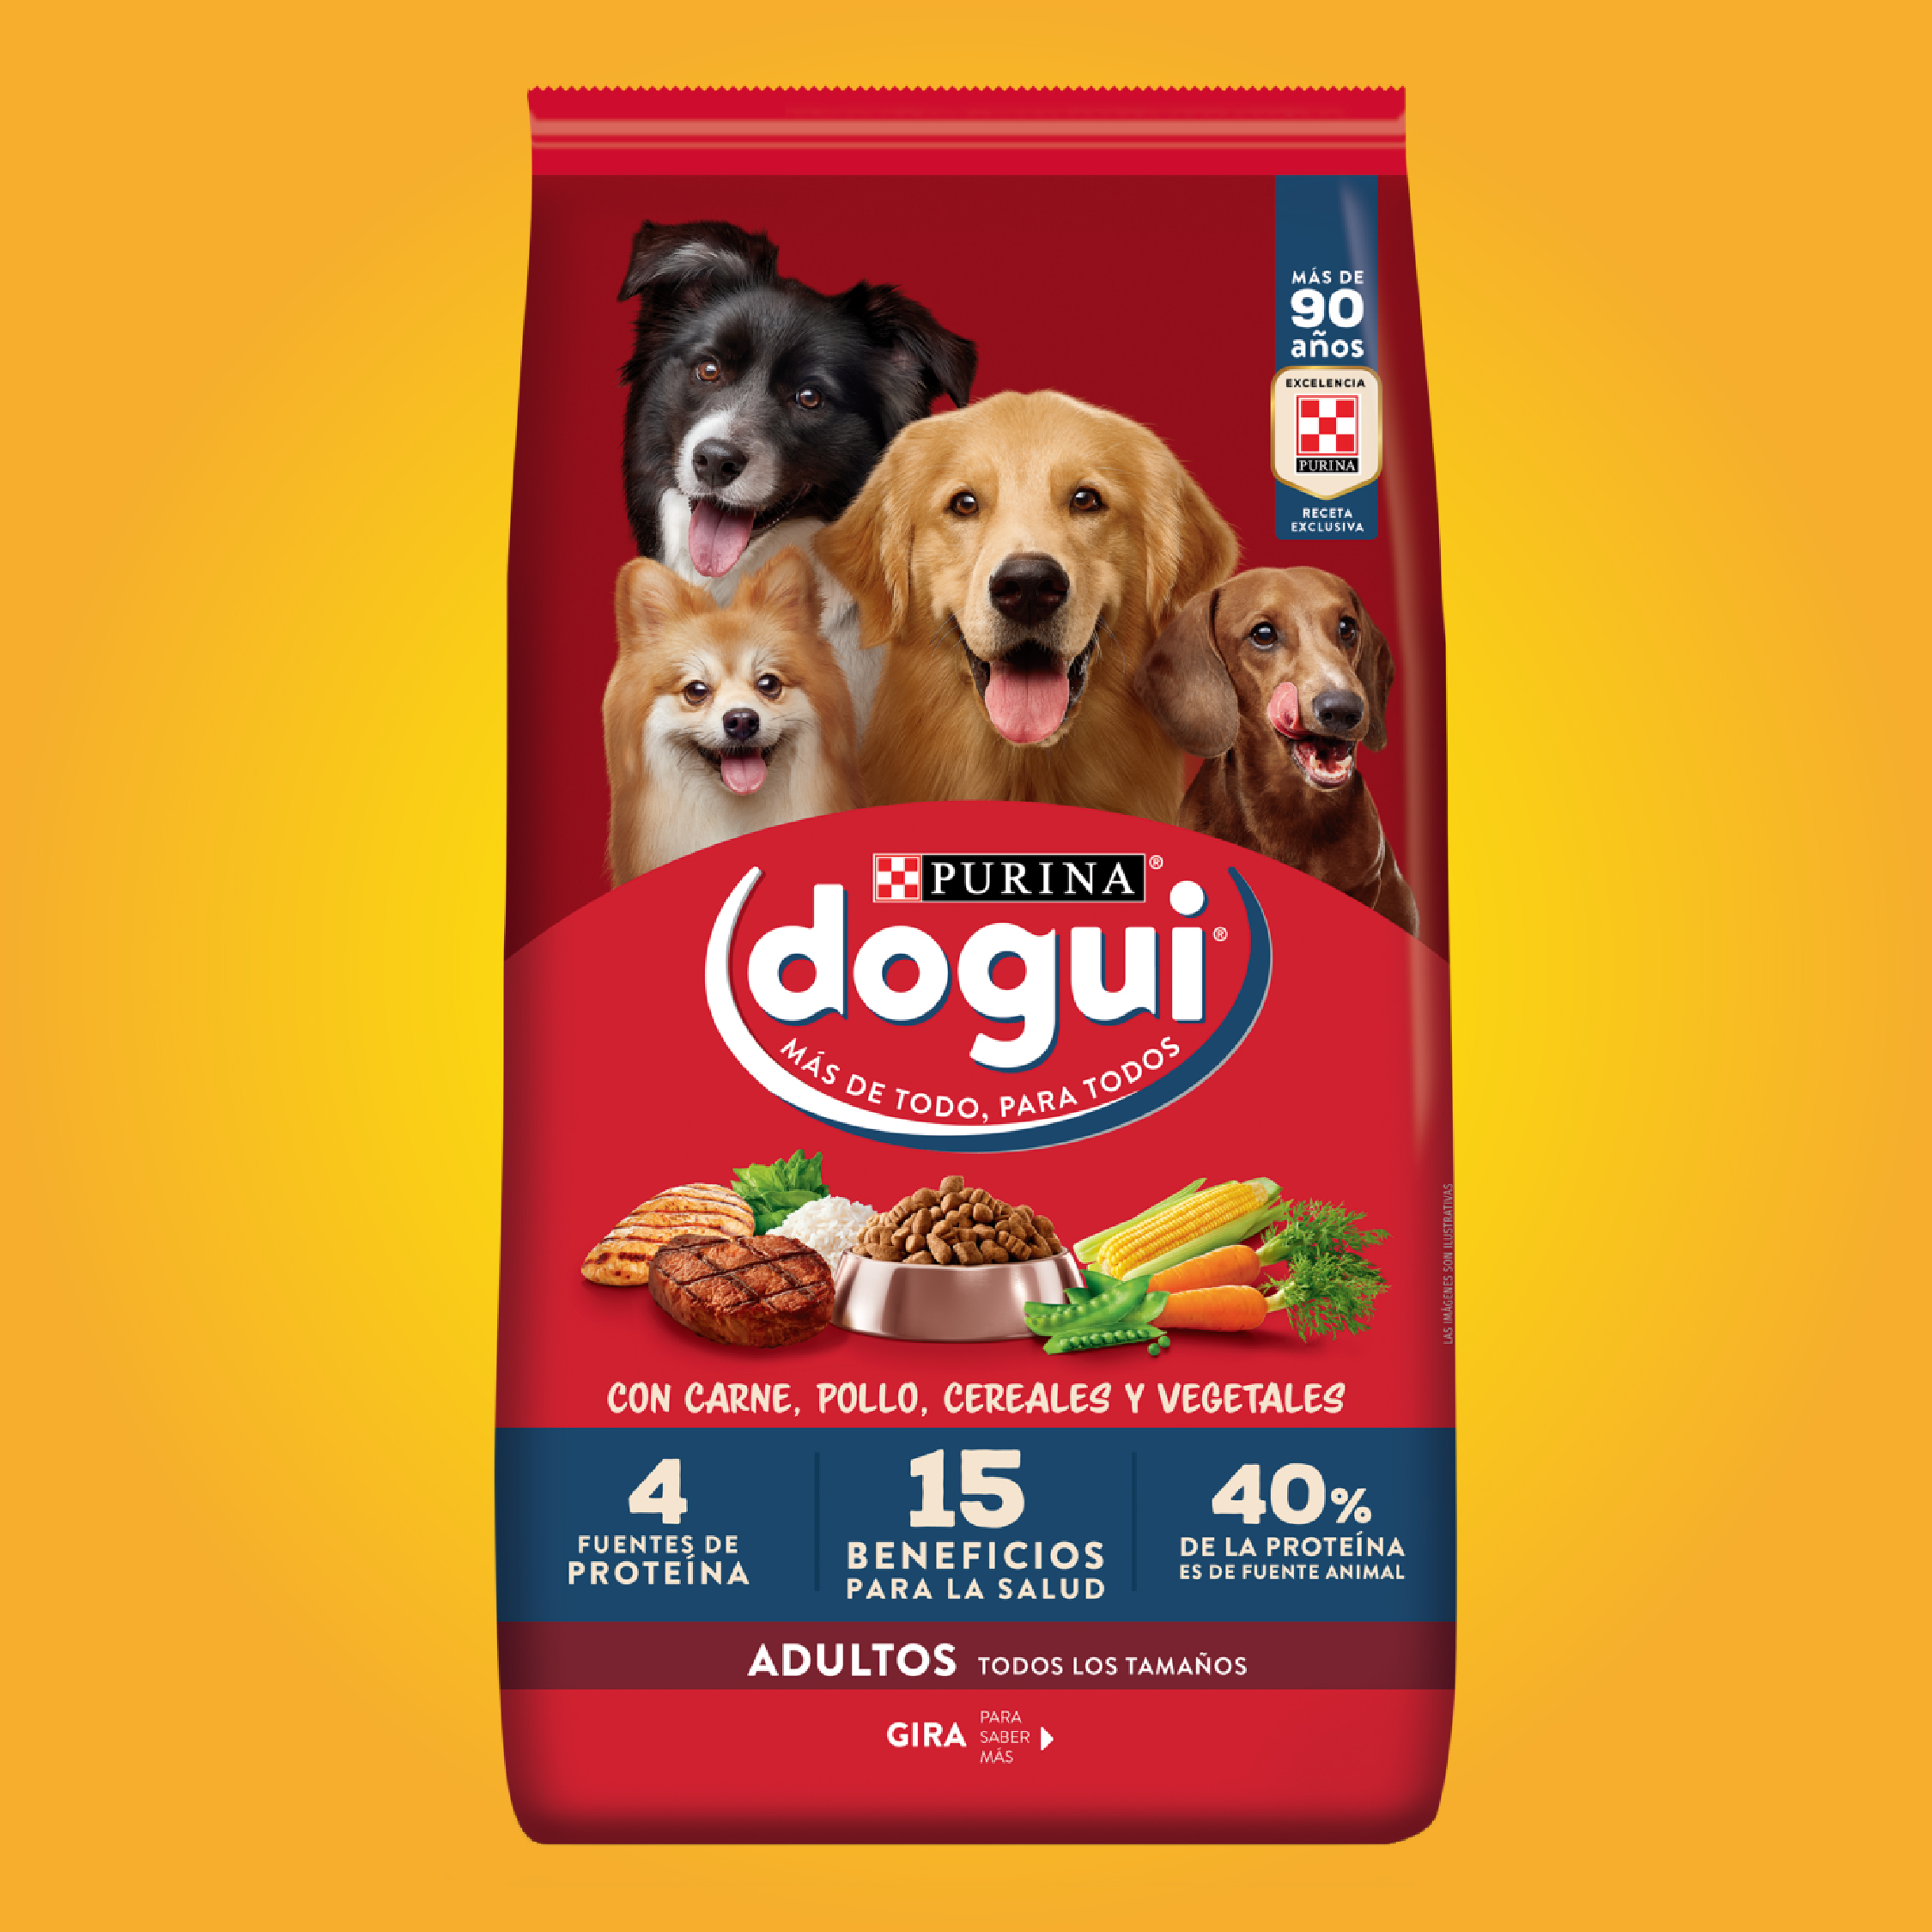 MÁS DE
90
años
EXCELENCIA
PURINA
RECETA
EXCLUSIVA
PURINA®
dogui®
MÁS DE TODO, PARA TODOS
LAS IMÁGENES SON ILUSTRATIVAS
CON CARNE, POLLO, CEREALES Y VEGETALES
4
FUENTES DE
PROTEÍNA
15
BENEFICIOS
PARA LA SALUD
40%
DE LA PROTEÍNA
ES DE FUENTE ANIMAL
ADULTOS TODOS LOS TAMAÑOS
GIRA PARA
SABER
MÁS